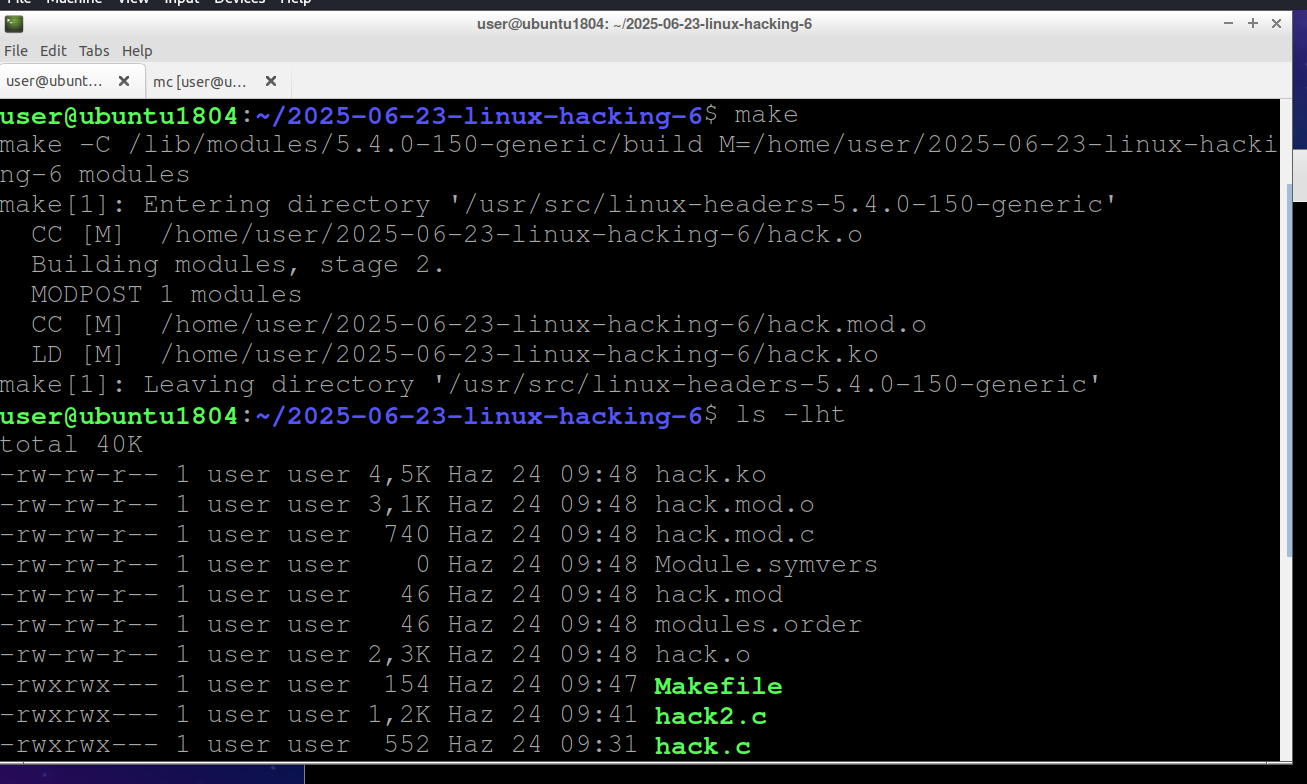 File Machine View Input Devices Help
user@ubuntu1804: ~/2025-06-23-linux-hacking-6
File Edit Tabs Help
user@ubunt... mc [user@u...
user@ubuntu1804:~/2025-06-23-linux-hacking-6$ make
make -C /lib/modules/5.4.0-150-generic/build M=/home/user/2025-06-23-linux-hacki
ng-6 modules
make[1]: Entering directory '/usr/src/linux-headers-5.4.0-150-generic'
  CC [M]  /home/user/2025-06-23-linux-hacking-6/hack.o
  Building modules, stage 2.
  MODPOST 1 modules
  CC [M]  /home/user/2025-06-23-linux-hacking-6/hack.mod.o
  LD [M]  /home/user/2025-06-23-linux-hacking-6/hack.ko
make[1]: Leaving directory '/usr/src/linux-headers-5.4.0-150-generic'
user@ubuntu1804:~/2025-06-23-linux-hacking-6$ ls -lht
total 40K
-rw-rw-r-- 1 user user 4,5K Haz 24 09:48 hack.ko
-rw-rw-r-- 1 user user 3,1K Haz 24 09:48 hack.mod.o
-rw-rw-r-- 1 user user  740 Haz 24 09:48 hack.mod.c
-rw-rw-r-- 1 user user    0 Haz 24 09:48 Module.symvers
-rw-rw-r-- 1 user user   46 Haz 24 09:48 hack.mod
-rw-rw-r-- 1 user user   46 Haz 24 09:48 modules.order
-rw-rw-r-- 1 user user 2,3K Haz 24 09:48 hack.o
-rwxrwx--- 1 user user  154 Haz 24 09:47 Makefile
-rwxrwx--- 1 user user 1,2K Haz 24 09:41 hack2.c
-rwxrwx--- 1 user user  552 Haz 24 09:31 hack.c